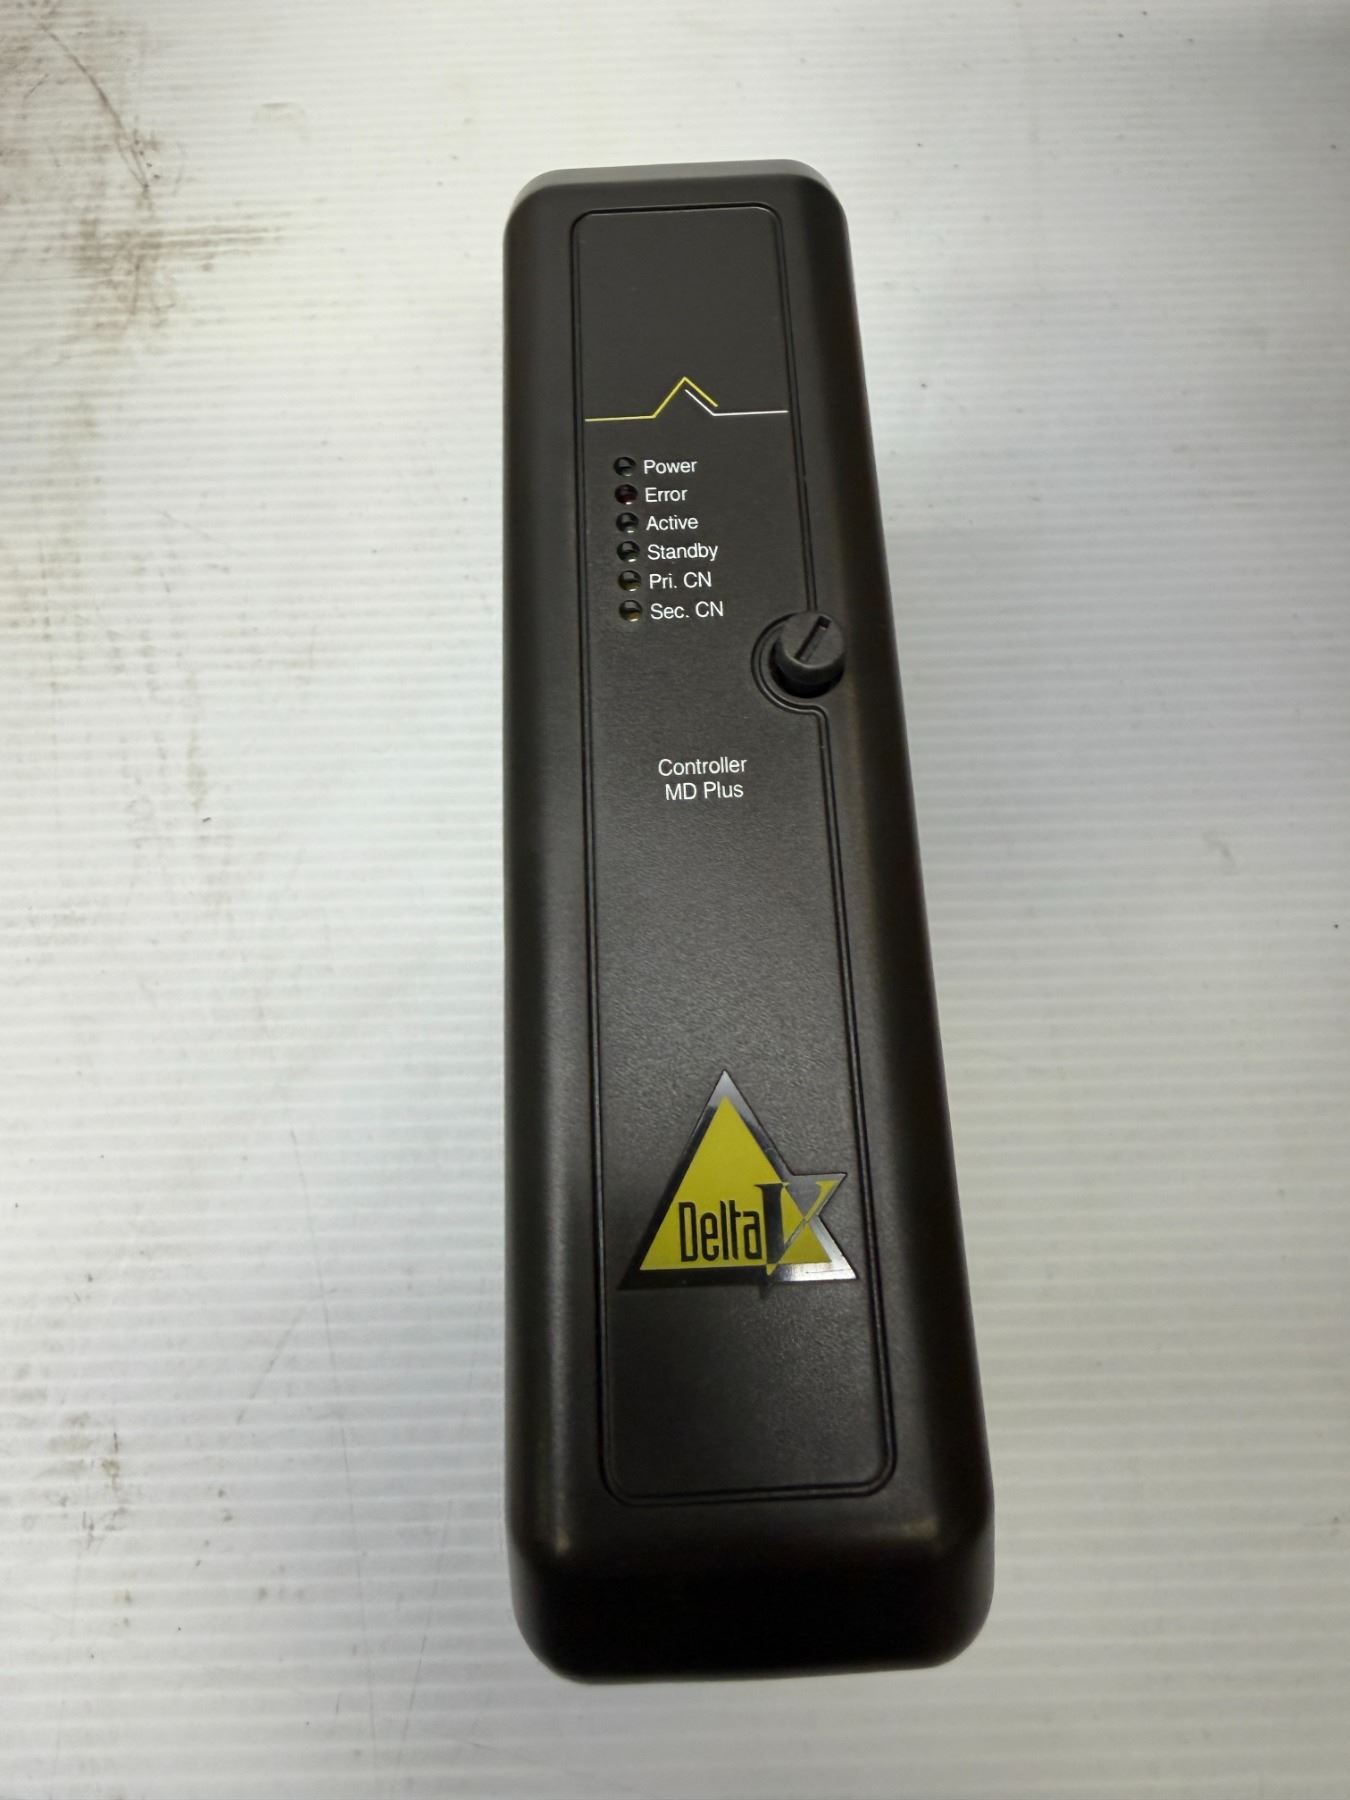 Power
Error
Active
Standby
Pri. CN
Sec. CN
Controller
MD Plus
DeltaV